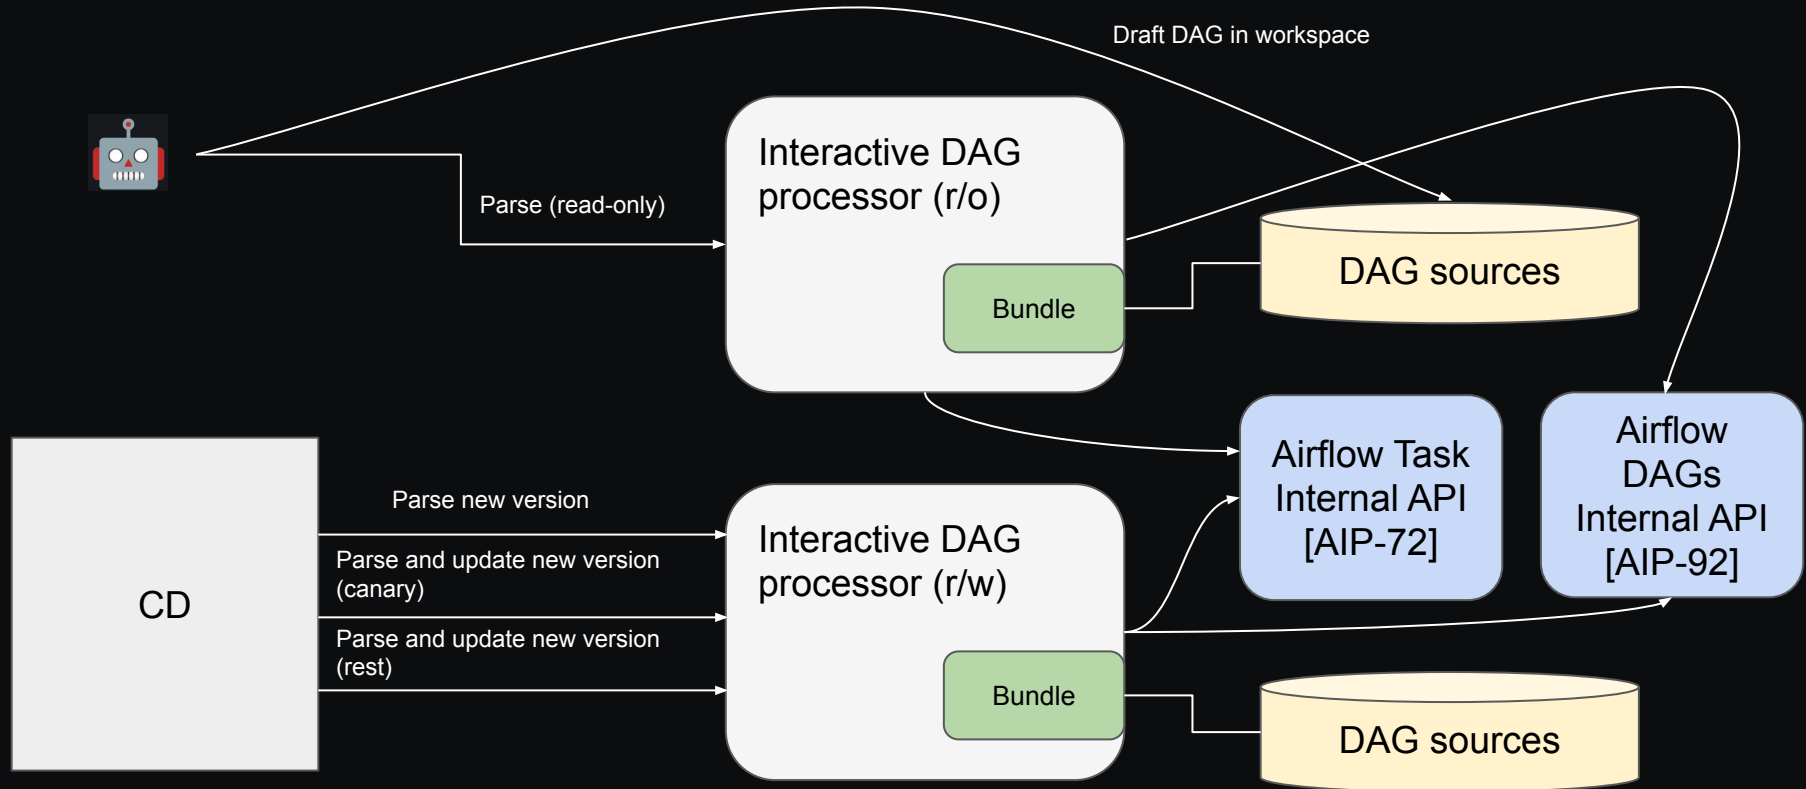 Draft DAG in workspace
Interactive DAG
processor (r/o)
Parse (read-only)
Bundle
DAG sources
Airflow Task
Internal API
[AIP-72]
Airflow
DAGs
Internal API
[AIP-92]
CD
Parse new version
Parse and update new version
(canary)
Parse and update new version
(rest)
Interactive DAG
processor (r/w)
Bundle
DAG sources